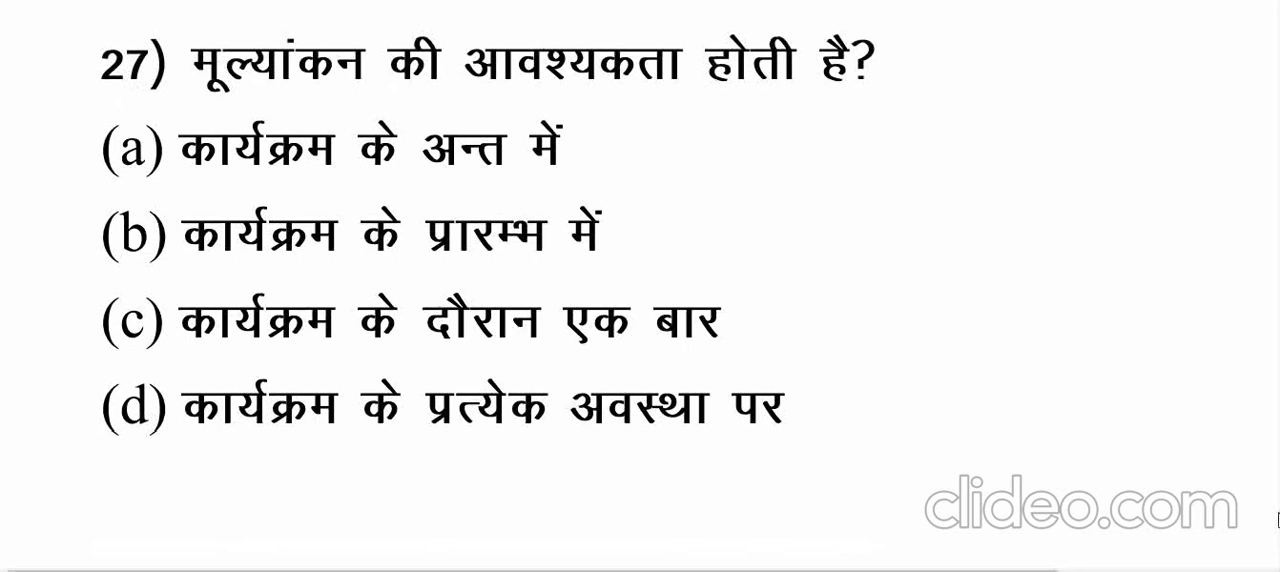 27) मूल्यांकन की आवश्यकता होती है?
(a) कार्यक्रम के अन्त में
(b) कार्यक्रम के प्रारम्भ में
(c) कार्यक्रम के दौरान एक बार
(d) कार्यक्रम के प्रत्येक अवस्था पर
clideo.com